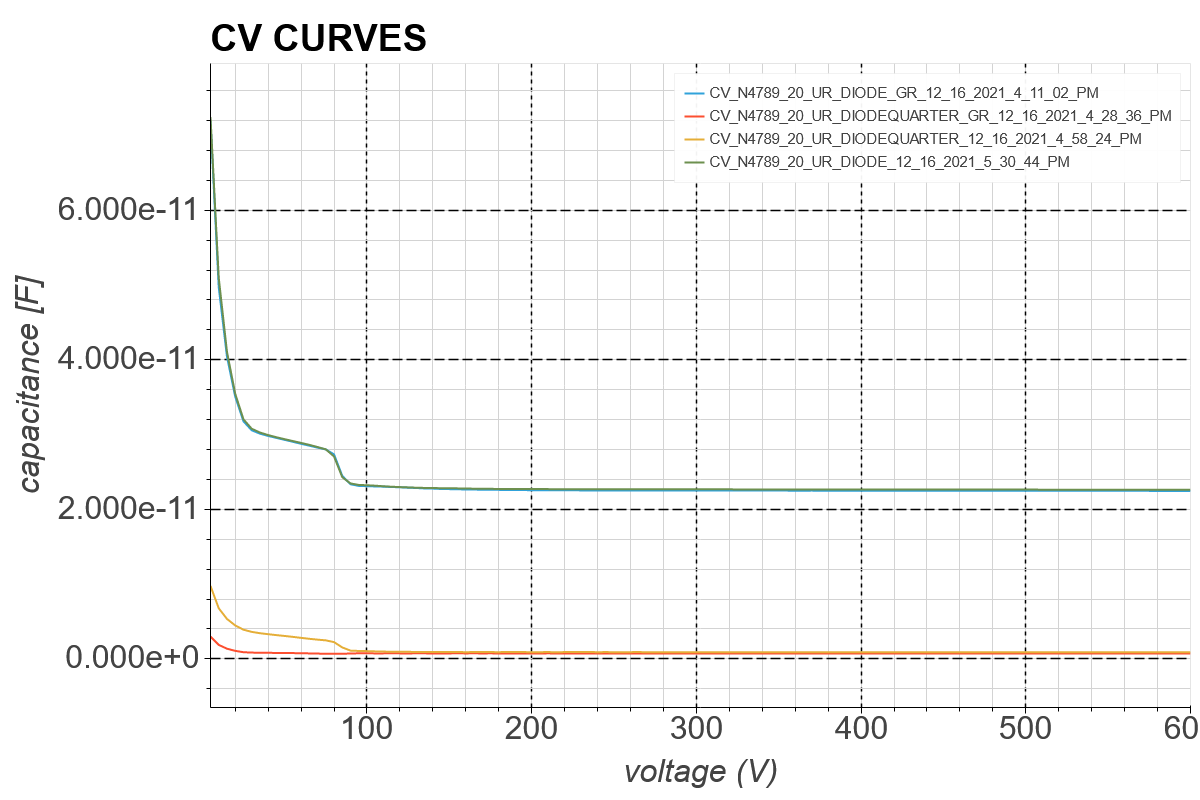 CV CURVES
CV_N4789_20_UR_DIODE_GR_12_16_2021_4_11_02_PM
CV_N4789_20_UR_DIODEQUARTER_GR_12_16_2021_4_28_36_PM
CV_N4789_20_UR_DIODEQUARTER_12_16_2021_4_58_24_PM
CV_N4789_20_UR_DIODE_12_16_2021_5_30_44_PM
6.000e-11
4.000e-11
2.000e-11
0.000e+0
capacitance [F]
100 200 300 400 500 60
voltage (V)